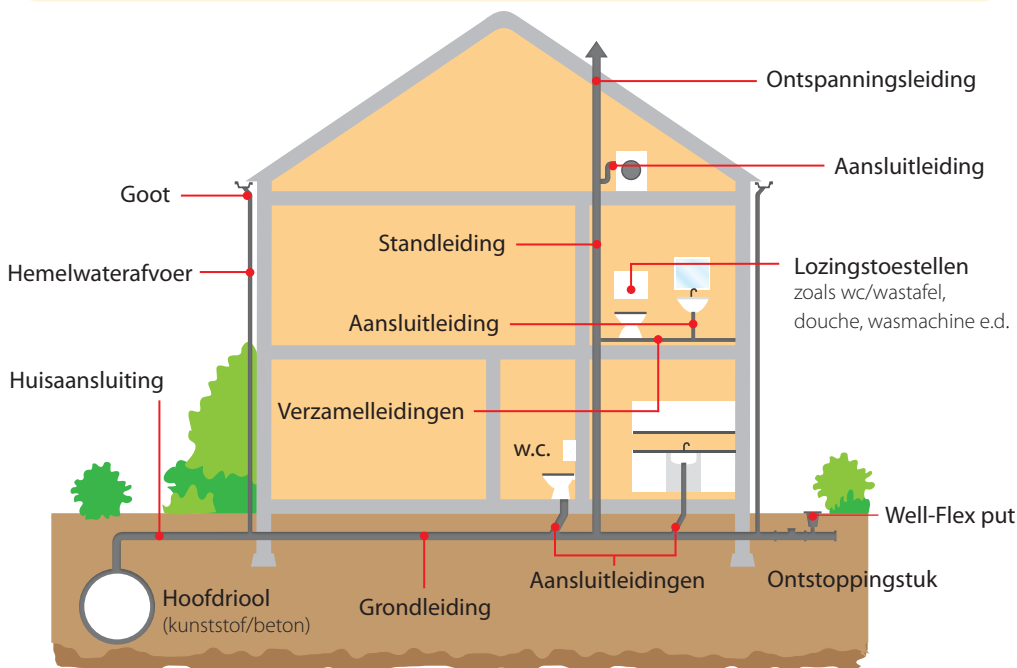 Ontspanningsleiding
Aansluitleiding
Goot
Standleiding
Hemelwaterafvoer
Lozingstoestellen
zoals wc/wastafel,
douche, wasmachine e.d.
Aansluitleiding
Huisaansluiting
Verzamelleidingen
w.c.
Well-Flex put
Aansluitleidingen
Ontstoppingstuk
Hoofdriool
(kunststof/beton)
Grondleiding